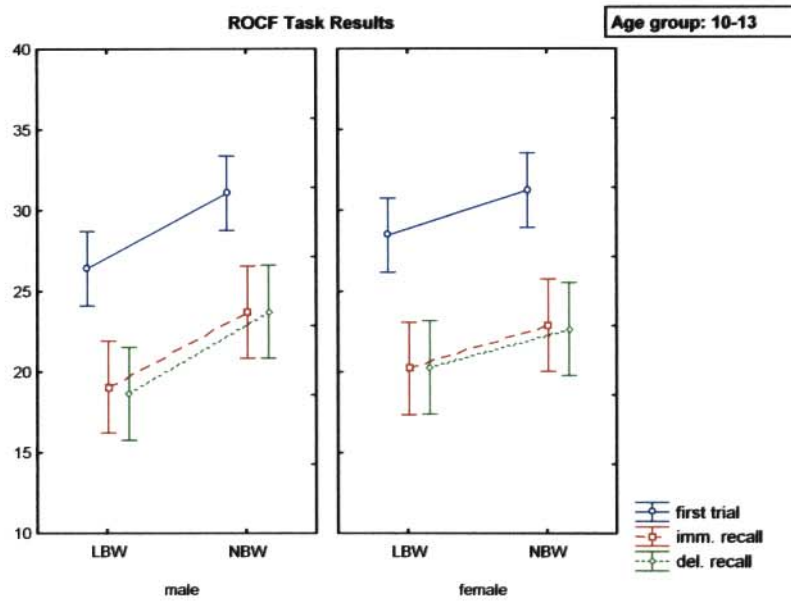 ROCF Task Results
Age group: 10-13
40
35
30
25
20
15
10
LBW
NBW
male
LBW
NBW
female
first trial
imm. recall
del. recall